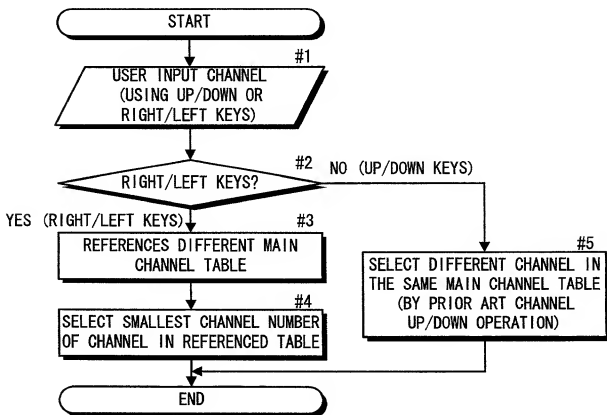 START
#1
USER INPUT CHANNEL
(USING UP/DOWN OR
RIGHT/LEFT KEYS)
#2
RIGHT/LEFT KEYS?
NO (UP/DOWN KEYS)
YES (RIGHT/LEFT KEYS)
#3
REFERENCES DIFFERENT MAIN
CHANNEL TABLE
#4
SELECT SMALLEST CHANNEL NUMBER
OF CHANNEL IN REFERENCED TABLE
#5
SELECT DIFFERENT CHANNEL IN
THE SAME MAIN CHANNEL TABLE
(BY PRIOR ART CHANNEL
UP/DOWN OPERATION)
END